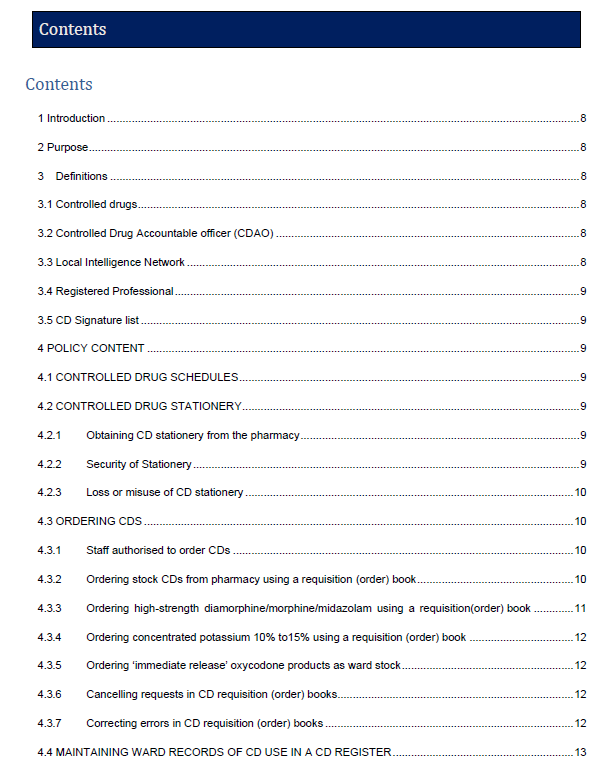 Contents
Contents
1 Introduction ........ 8
2 Purpose ........ 8
3 Definitions ........ 8
3.1 Controlled drugs ........ 8
3.2 Controlled Drug Accountable officer (CDAO) ........ 8
3.3 Local Intelligence Network ........ 8
3.4 Registered Professional ........ 9
3.5 CD Signature list ........ 9
4 POLICY CONTENT ........ 9
4.1 CONTROLLED DRUG SCHEDULES ........ 9
4.2 CONTROLLED DRUG STATIONERY ........ 9
4.2.1 Obtaining CD stationery from the pharmacy ........ 9
4.2.2 Security of Stationery ........ 9
4.2.3 Loss or misuse of CD stationery ........ 10
4.3 ORDERING CDS ........ 10
4.3.1 Staff authorised to order CDs ........ 10
4.3.2 Ordering stock CDs from pharmacy using a requisition (order) book ........ 10
4.3.3 Ordering high-strength diamorphine/morphine/midazolam using a requisition(order) book ........ 11
4.3.4 Ordering concentrated potassium 10% to15% using a requisition (order) book ........ 12
4.3.5 Ordering ‘immediate release’ oxycodone products as ward stock ........ 12
4.3.6 Cancelling requests in CD requisition (order) books ........ 12
4.3.7 Correcting errors in CD requisition (order) books ........ 12
4.4 MAINTAINING WARD RECORDS OF CD USE IN A CD REGISTER ........ 13